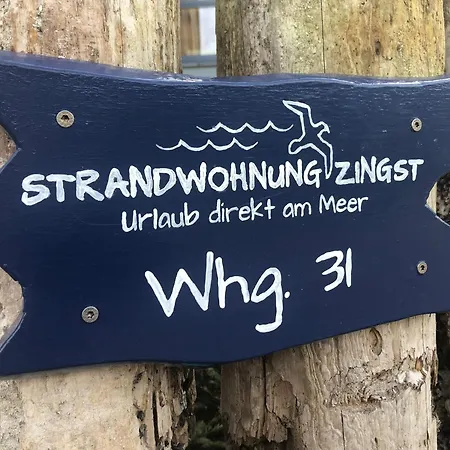 STRANDWOHNUNG ZINGST
Urlaub direkt am Meer
Whg. 31